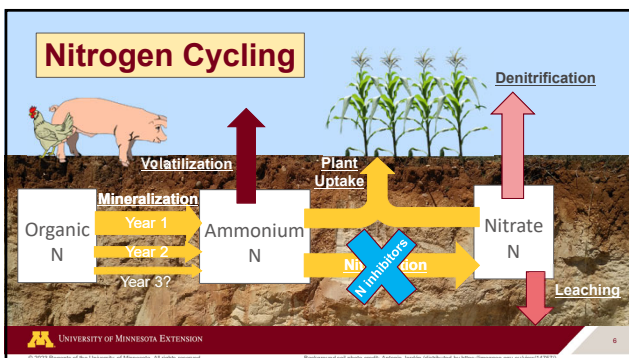 Nitrogen Cycling
Denitrification
Volatilization
Plant
Uptake
Mineralization
Year 1
Organic
N
Ammonium
N
Nitrate
N
Year 2
N inhibitors
Year 3?
Leaching
UNIVERSITY OF MINNESOTA EXTENSION
6